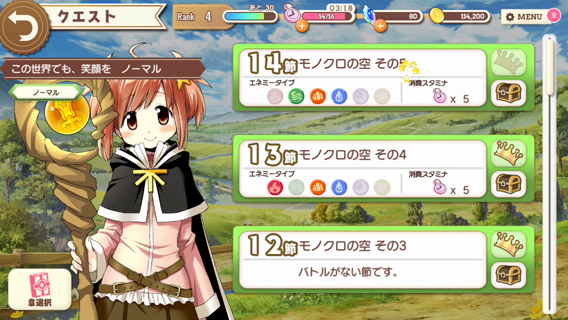 クエスト
Rank 4
あと 30
14/16
03:18
80
114,200
MENU 9
この世界でも、笑顔を ノーマル
ノーマル
14節 モノクロの空 その5
エネミータイプ
消費スタミナ
x 5
13節 モノクロの空 その4
エネミータイプ
消費スタミナ
x 5
12節 モノクロの空 その3
バトルがない節です。
章選択